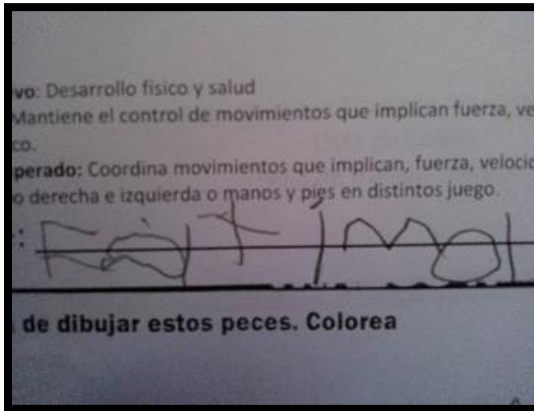 vo: Desarrollo físico y salud
Mantiene el control de movimientos que implican fuerza, ve
co.
perado: Coordina movimientos que implican, fuerza, velocid
o derecha e izquierda o manos y pies en distintos juego.
: Fátima
de dibujar estos peces. Colorea